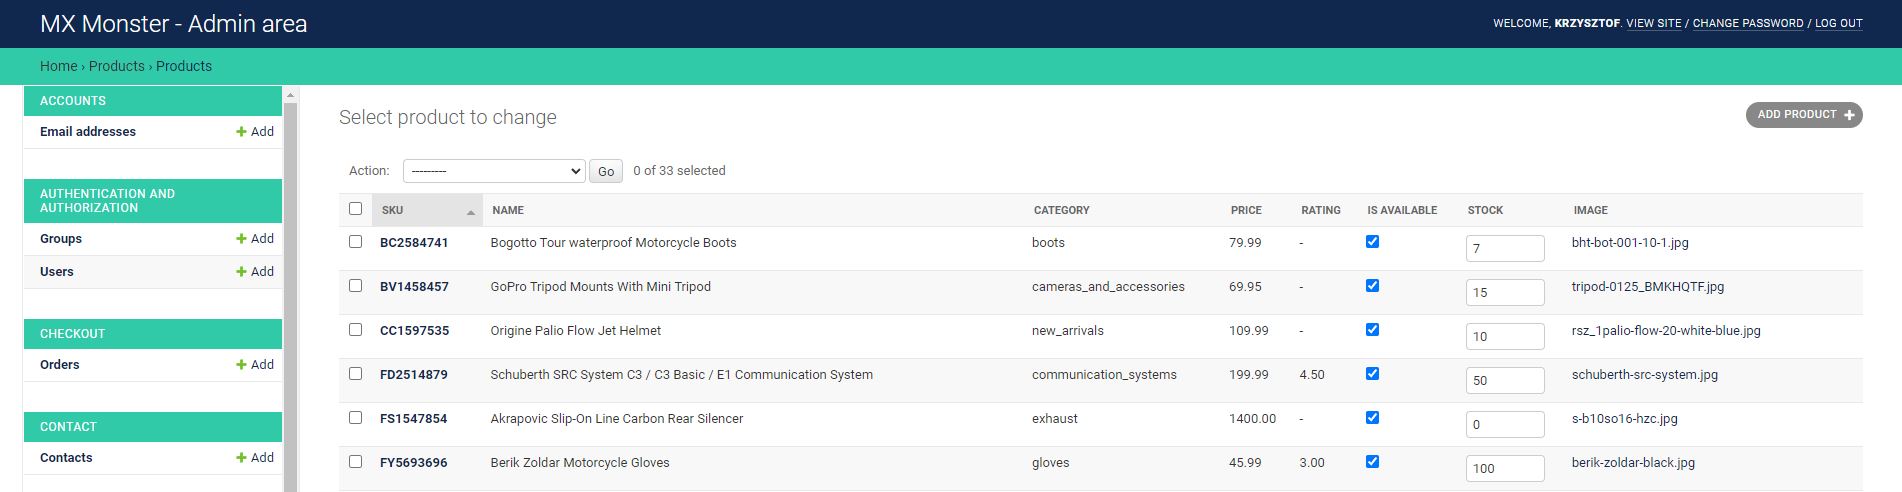 MX Monster - Admin area
WELCOME, KRZYSZTOF. VIEW SITE / CHANGE PASSWORD / LOG OUT
Home › Products › Products
ACCOUNTS
Email addresses Add
AUTHENTICATION AND
AUTHORIZATION
Groups Add
Users Add
CHECKOUT
Orders Add
CONTACT
Contacts Add
Select product to change
ADD PRODUCT
Action: --------- Go 0 of 33 selected
SKU NAME CATEGORY PRICE RATING IS AVAILABLE STOCK IMAGE
BC2584741 Bogotto Tour waterproof Motorcycle Boots boots 79.99 - 7 bht-bot-001-10-1.jpg
BV1458457 GoPro Tripod Mounts With Mini Tripod cameras_and_accessories 69.95 - 15 tripod-0125_BMKHQTF.jpg
CC1597535 Origine Palio Flow Jet Helmet new_arrivals 109.99 - 10 rsz_1palio-flow-20-white-blue.jpg
FD2514879 Schuberth SRC System C3 / C3 Basic / E1 Communication System communication_systems 199.99 4.50 50 schuberth-src-system.jpg
FS1547854 Akrapovic Slip-On Line Carbon Rear Silencer exhaust 1400.00 - 0 s-b10so16-hzc.jpg
FY5693696 Berik Zoldar Motorcycle Gloves gloves 45.99 3.00 100 berik-zoldar-black.jpg